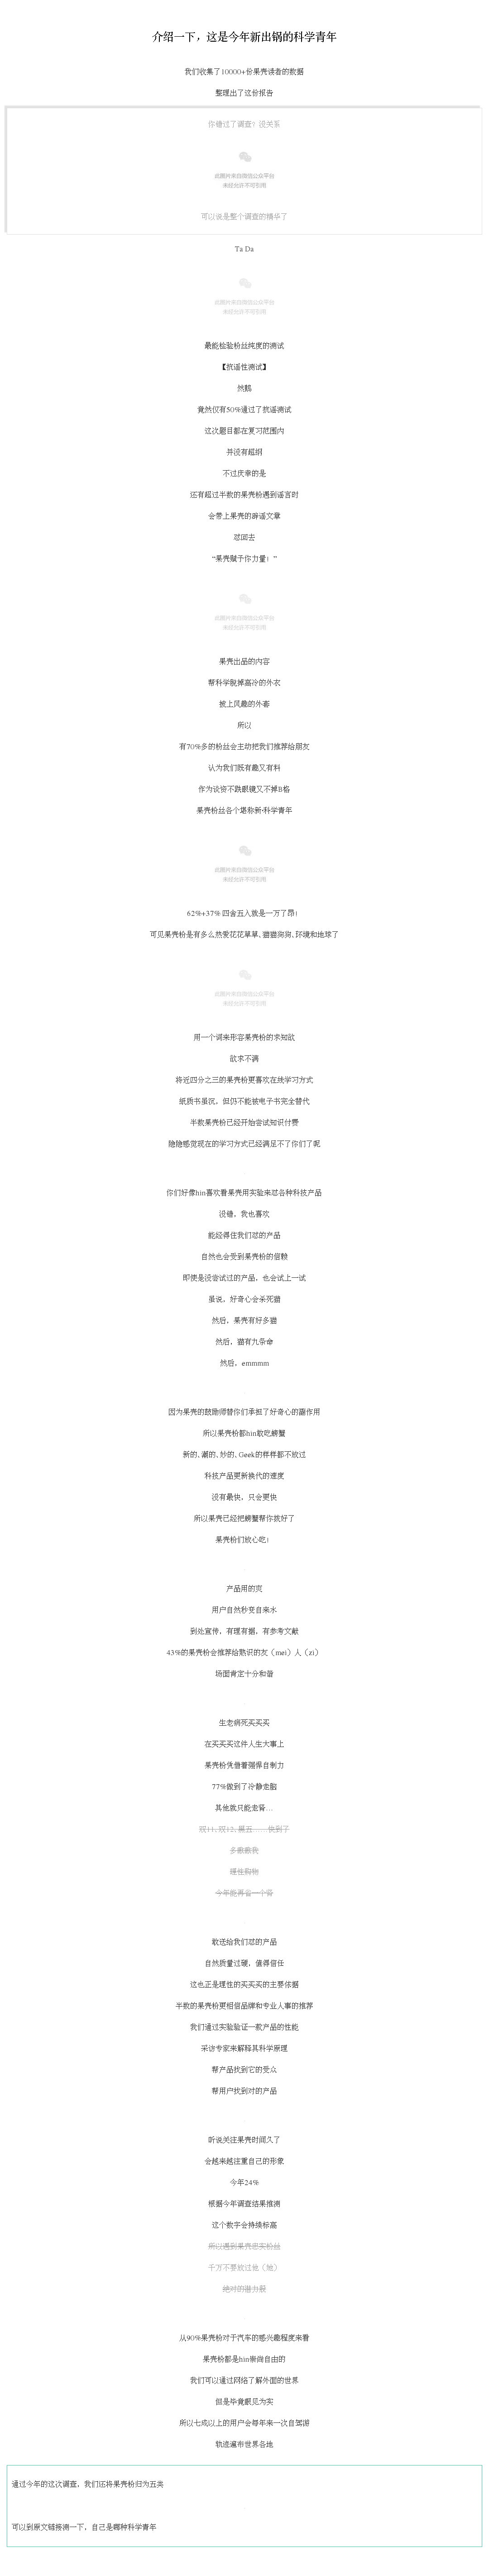 介绍一下，这是今年新出锅的科学青年
我们收集了10000+份果壳读者的数据
整理出了这份报告
你错过了调查？没关系
此图片来自微信公众平台
未经允许不可引用
可以说是整个调查的精华了
Ta Da
此图片来自微信公众平台
未经允许不可引用
最能检验粉丝纯度的测试
【抗谣性测试】
然鹅
竟然仅有50%通过了抗谣测试
这次题目都在复习范围内
并没有超纲
不过庆幸的是
还有超过半数的果壳粉遇到谣言时
会带上果壳的辟谣文章
怼回去
“果壳赋予你力量！”
此图片来自微信公众平台
未经允许不可引用
果壳出品的内容
帮科学脱掉高冷的外衣
披上风趣的外套
所以
有70%多的粉丝会主动把我们推荐给朋友
认为我们既有趣又有料
作为谈资不跌眼镜又不掉B格
果壳粉丝各个堪称新·科学青年
此图片来自微信公众平台
未经允许不可引用
62%+37% 四舍五入就是一万了昂！
可见果壳粉是有多么热爱花花草草、猫猫狗狗、环境和地球了
此图片来自微信公众平台
未经允许不可引用
用一个词来形容果壳粉的求知欲
欲求不满
将近四分之三的果壳粉更喜欢在线学习方式
纸质书虽沉，但仍不能被电子书完全替代
半数果壳粉已经开始尝试知识付费
隐隐感觉现在的学习方式已经满足不了你们了呢
你们好像hin喜欢看果壳用实验来怼各种科技产品
没错，我也喜欢
能经得住我们怼的产品
自然也会受到果壳粉的信赖
即使是没尝试过的产品，也会试上一试
虽说，好奇心会杀死猫
然后，果壳有好多猫
然后，猫有九条命
然后，emmmm
因为果壳的鼓励师替你们承担了好奇心的副作用
所以果壳粉都hin敢吃螃蟹
新的、潮的、炒的、Geek的样样都不放过
科技产品更新换代的速度
没有最快，只会更快
所以果壳已经把螃蟹帮你拨好了
果壳粉们放心吃！
产品用的爽
用户自然秒变自来水
到处宣传，有理有据，有参考文献
43%的果壳粉会推荐给熟识的友（mei）人（zi）
场面肯定十分和谐
生老病死买买买
在买买买这件人生大事上
果壳粉凭借着强悍自制力
77%做到了冷静走脑
其他就只能走肾…
双11、双12、黑五……快到了
多歉歉我
理性购物
今年能再省一个肾
敢送给我们怼的产品
自然质量过硬，值得信任
这也正是理性的买买买的主要依据
半数的果壳粉更相信品牌和专业人事的推荐
我们通过实验验证一款产品的性能
采访专家来解释其科学原理
帮产品找到它的受众
帮用户找到对的产品
听说关注果壳时间久了
会越来越注重自己的形象
今年24%
根据今年调查结果推测
这个数字会持续标高
所以遇到果壳忠实粉丝
千万不要放过他（她）
绝对的潜力股
从90%果壳粉对于汽车的感兴趣程度来看
果壳粉都是hin崇尚自由的
我们可以通过网络了解外面的世界
但是毕竟眼见为实
所以七成以上的用户会每年来一次自驾游
轨迹遍布世界各地
通过今年的这次调查，我们还将果壳粉归为五类
可以到原文链接测一下，自己是哪种科学青年